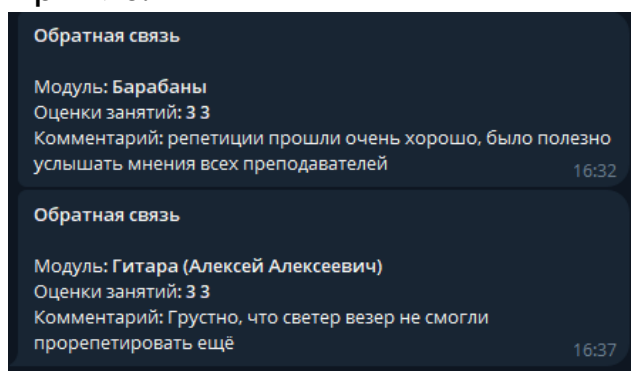 Обратная связь
Модуль: Барабаны
Оценки занятий: 3 3
Комментарий: репетиции прошли очень хорошо, было полезно
услышать мнения всех преподавателей
16:32
Обратная связь
Модуль: Гитара (Алексей Алексеевич)
Оценки занятий: 3 3
Комментарий: Грустно, что светер везер не смогли
прорепетировать ещё
16:37